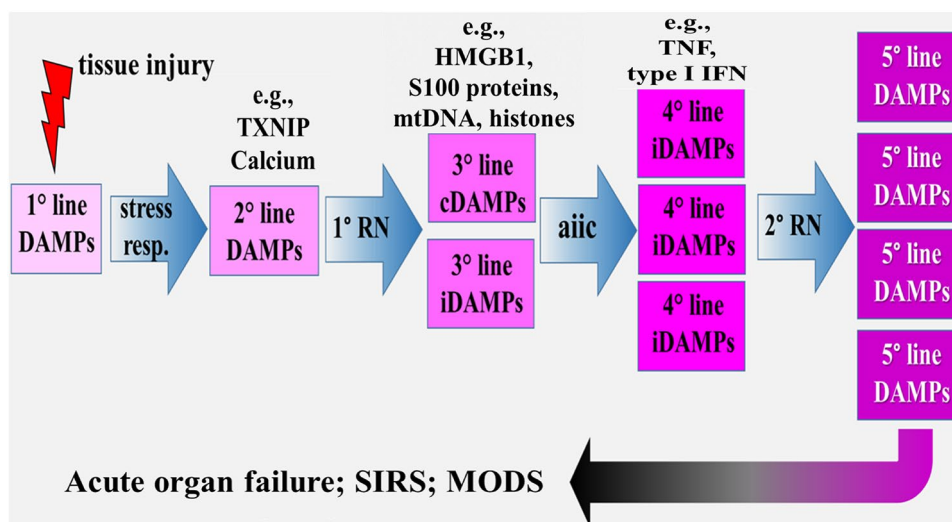 tissue injury
1° line
DAMPs
stress
resp.
e.g.,
TXNIP
Calcium
2° line
DAMPs
1° RN
e.g.,
HMGB1,
S100 proteins,
mtDNA, histones
3° line
cDAMPs
3° line
iDAMPs
aiic
e.g.,
TNF,
type I IFN
4° line
iDAMPs
4° line
iDAMPs
4° line
iDAMPs
2° RN
5° line
DAMPs
5° line
DAMPs
5° line
DAMPs
5° line
DAMPs
Acute organ failure; SIRS; MODS